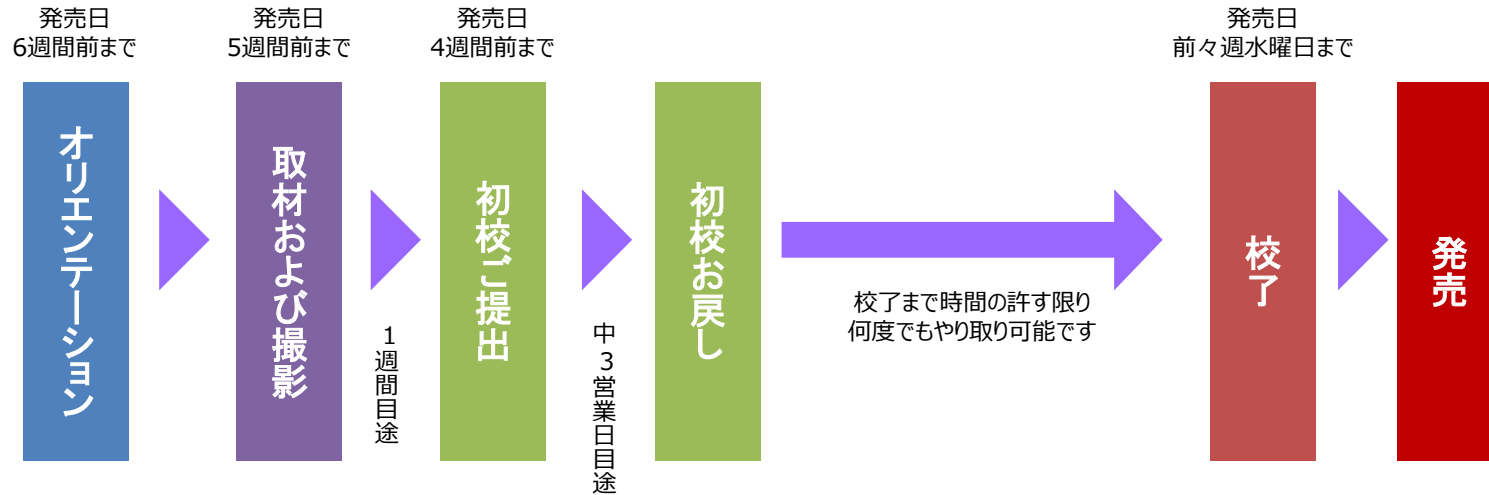 発売日
6週間前まで
発売日
5週間前まで
発売日
4週間前まで
発売日
前々週水曜日まで
オリエンテーション
取材および撮影
1週間目途
初校ご提出
中3営業日目途
初校お戻し
校了まで時間の許す限り
何度でもやり取り可能です
校了
発売